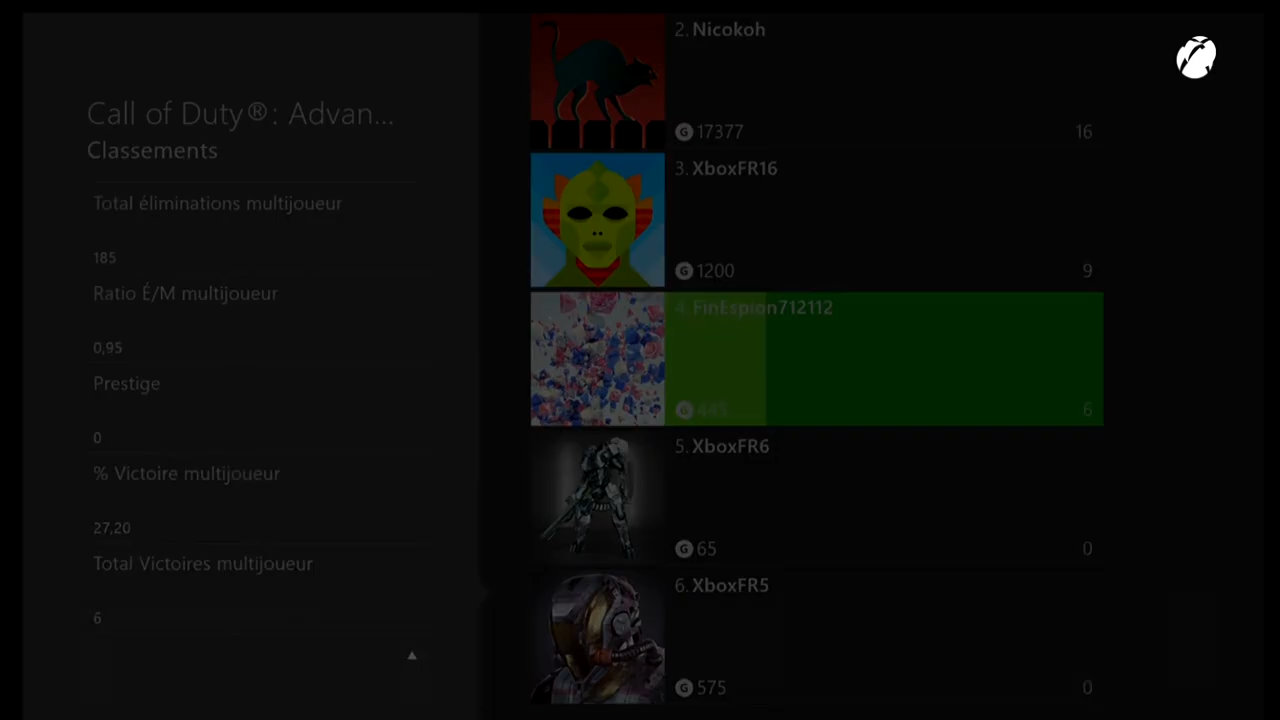 Call of Duty®: Advan...
Classements
Total éliminations multijoueur
185
Ratio É/M multijoueur
0,95
Prestige
0
% Victoire multijoueur
27,20
Total Victoires multijoueur
6
2. Nicokoh
G 17377
16
3. XboxFR16
G 1200
9
4. FinEspion712112
G 445
6
5. XboxFR6
G 65
0
6. XboxFR5
G 575
0